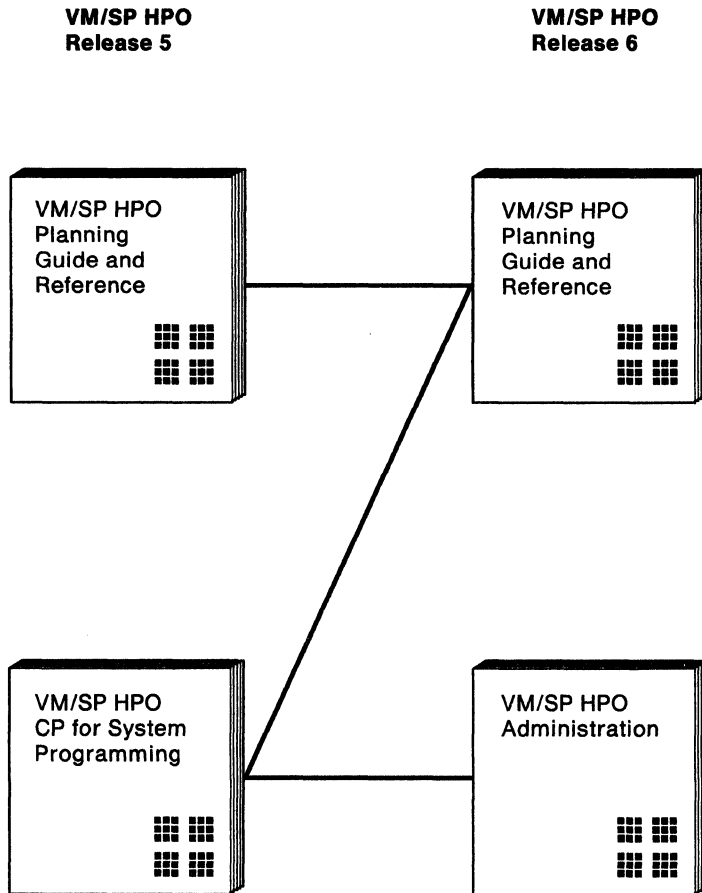 VM/SP HPO
Release 5
VM/SP HPO
Release 6
VM/SP HPO
Planning
Guide and
Reference
VM/SP HPO
Planning
Guide and
Reference
VM/SP HPO
CP for System
Programming
VM/SP HPO
Administration